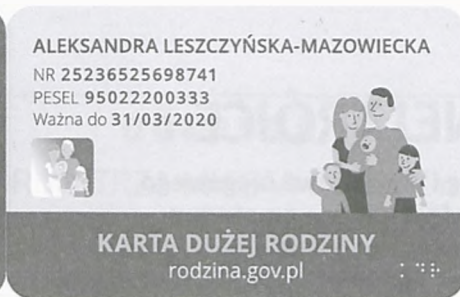 ALEKSANDRA LESZCZYŃSKA-MAZOWIECKA
NR 25236525698741
PESEL 95022200333
Ważna do 31/03/2020
KARTA DUŻEJ RODZINY
rodzina.gov.pl